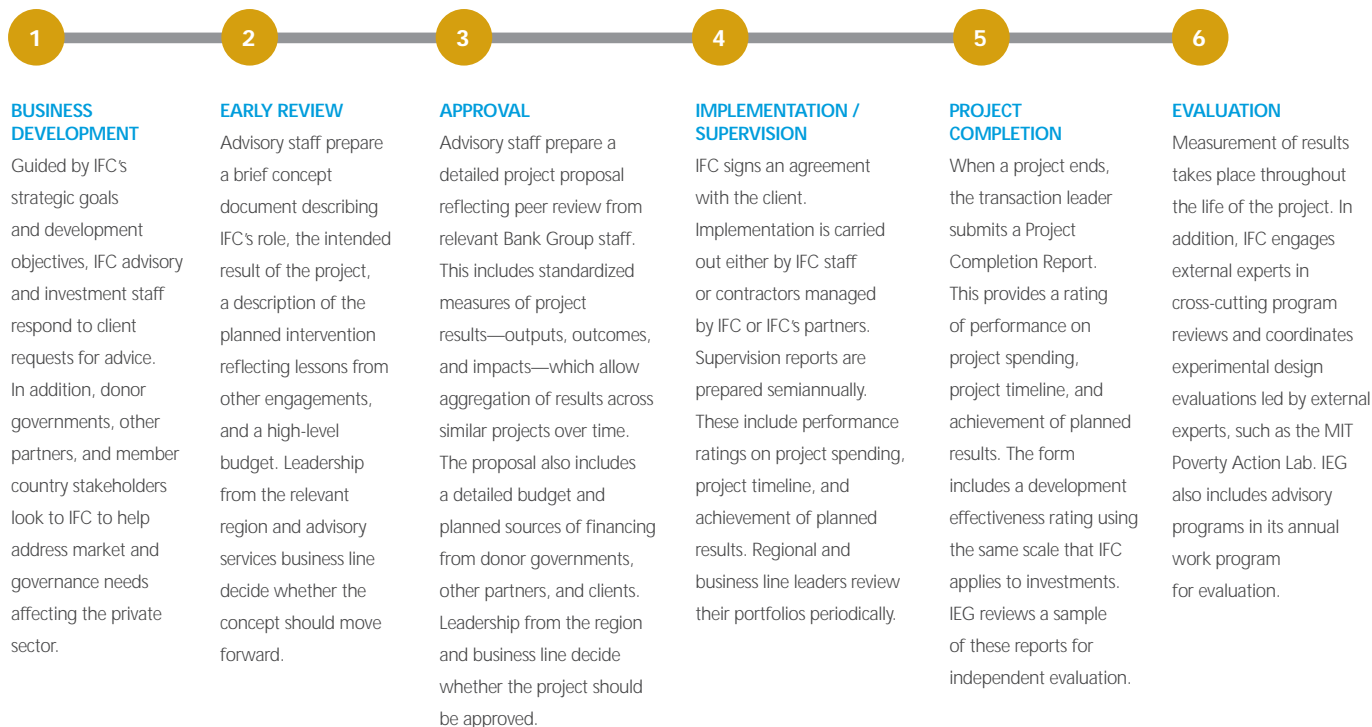 1
2
3
4
5
6
BUSINESS
DEVELOPMENT
Guided by IFC's
strategic goals
and development
objectives, IFC advisory
and investment staff
respond to client
requests for advice.
In addition, donor
governments, other
partners, and member
country stakeholders
look to IFC to help
address market and
governance needs
affecting the private
sector.
EARLY REVIEW
Advisory staff prepare
a brief concept
document describing
IFC's role, the intended
result of the project,
a description of the
planned intervention
reflecting lessons from
other engagements,
and a high-level
budget. Leadership
from the relevant
region and advisory
services business line
decide whether the
concept should move
forward.
APPROVAL
Advisory staff prepare a
detailed project proposal
reflecting peer review from
relevant Bank Group staff.
This includes standardized
measures of project
results—outputs, outcomes,
and impacts—which allow
aggregation of results across
similar projects over time.
The proposal also includes
a detailed budget and
planned sources of financing
from donor governments,
other partners, and clients.
Leadership from the region
and business line decide
whether the project should
be approved.
IMPLEMENTATION /
SUPERVISION
IFC signs an agreement
with the client.
Implementation is carried
out either by IFC staff
or contractors managed
by IFC or IFC's partners.
Supervision reports are
prepared semiannually.
These include performance
ratings on project spending,
project timeline, and
achievement of planned
results. Regional and
business line leaders review
their portfolios periodically.
PROJECT
COMPLETION
When a project ends,
the transaction leader
submits a Project
Completion Report.
This provides a rating
of performance on
project spending,
project timeline, and
achievement of planned
results. The form
includes a development
effectiveness rating using
the same scale that IFC
applies to investments.
IEG reviews a sample
of these reports for
independent evaluation.
EVALUATION
Measurement of results
takes place throughout
the life of the project. In
addition, IFC engages
external experts in
cross-cutting program
reviews and coordinates
experimental design
evaluations led by external
experts, such as the MIT
Poverty Action Lab. IEG
also includes advisory
programs in its annual
work program
for evaluation.